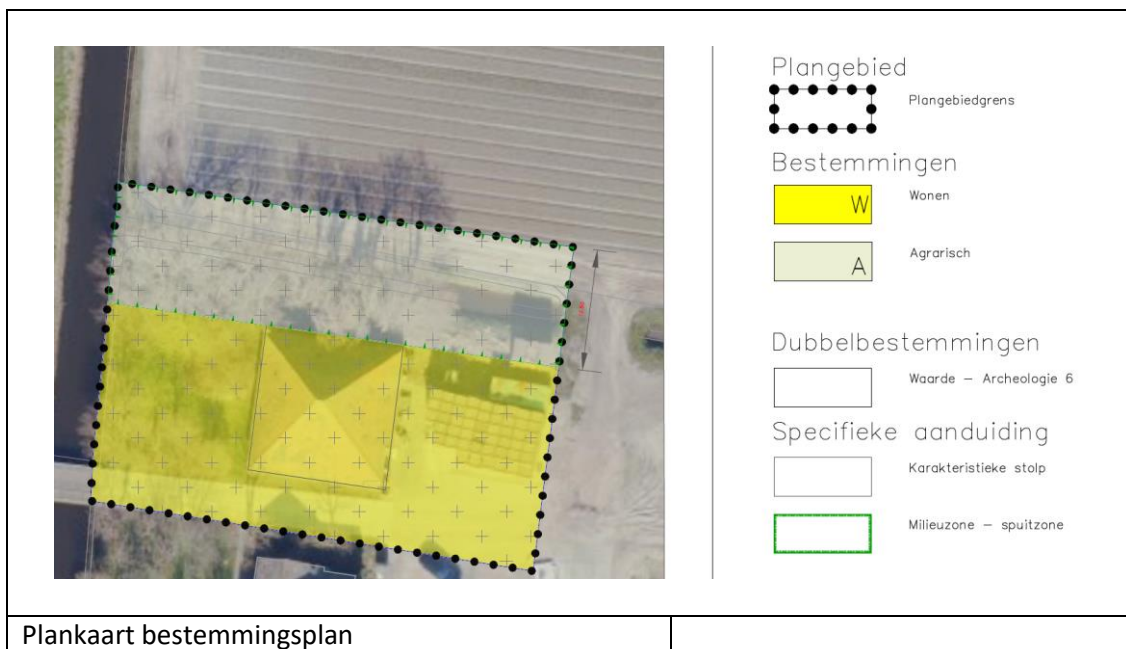 Plangebied
Plangebiedgrens
Bestemmingen
W
Wonen
A
Agrarisch
Dubbelbestemmingen
Waarde – Archeologie 6
Specifieke aanduiding
Karakteristieke stolp
Milieuzone – spuitzone
Plankaart bestemmingsplan